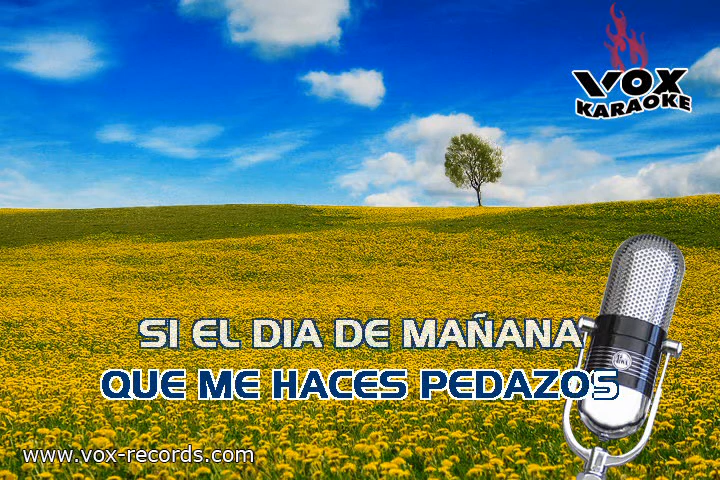 VOX
KARAOKE
SI EL DIA DE MAÑANA
QUE ME HACES PEDAZOS
www.vox-records.com